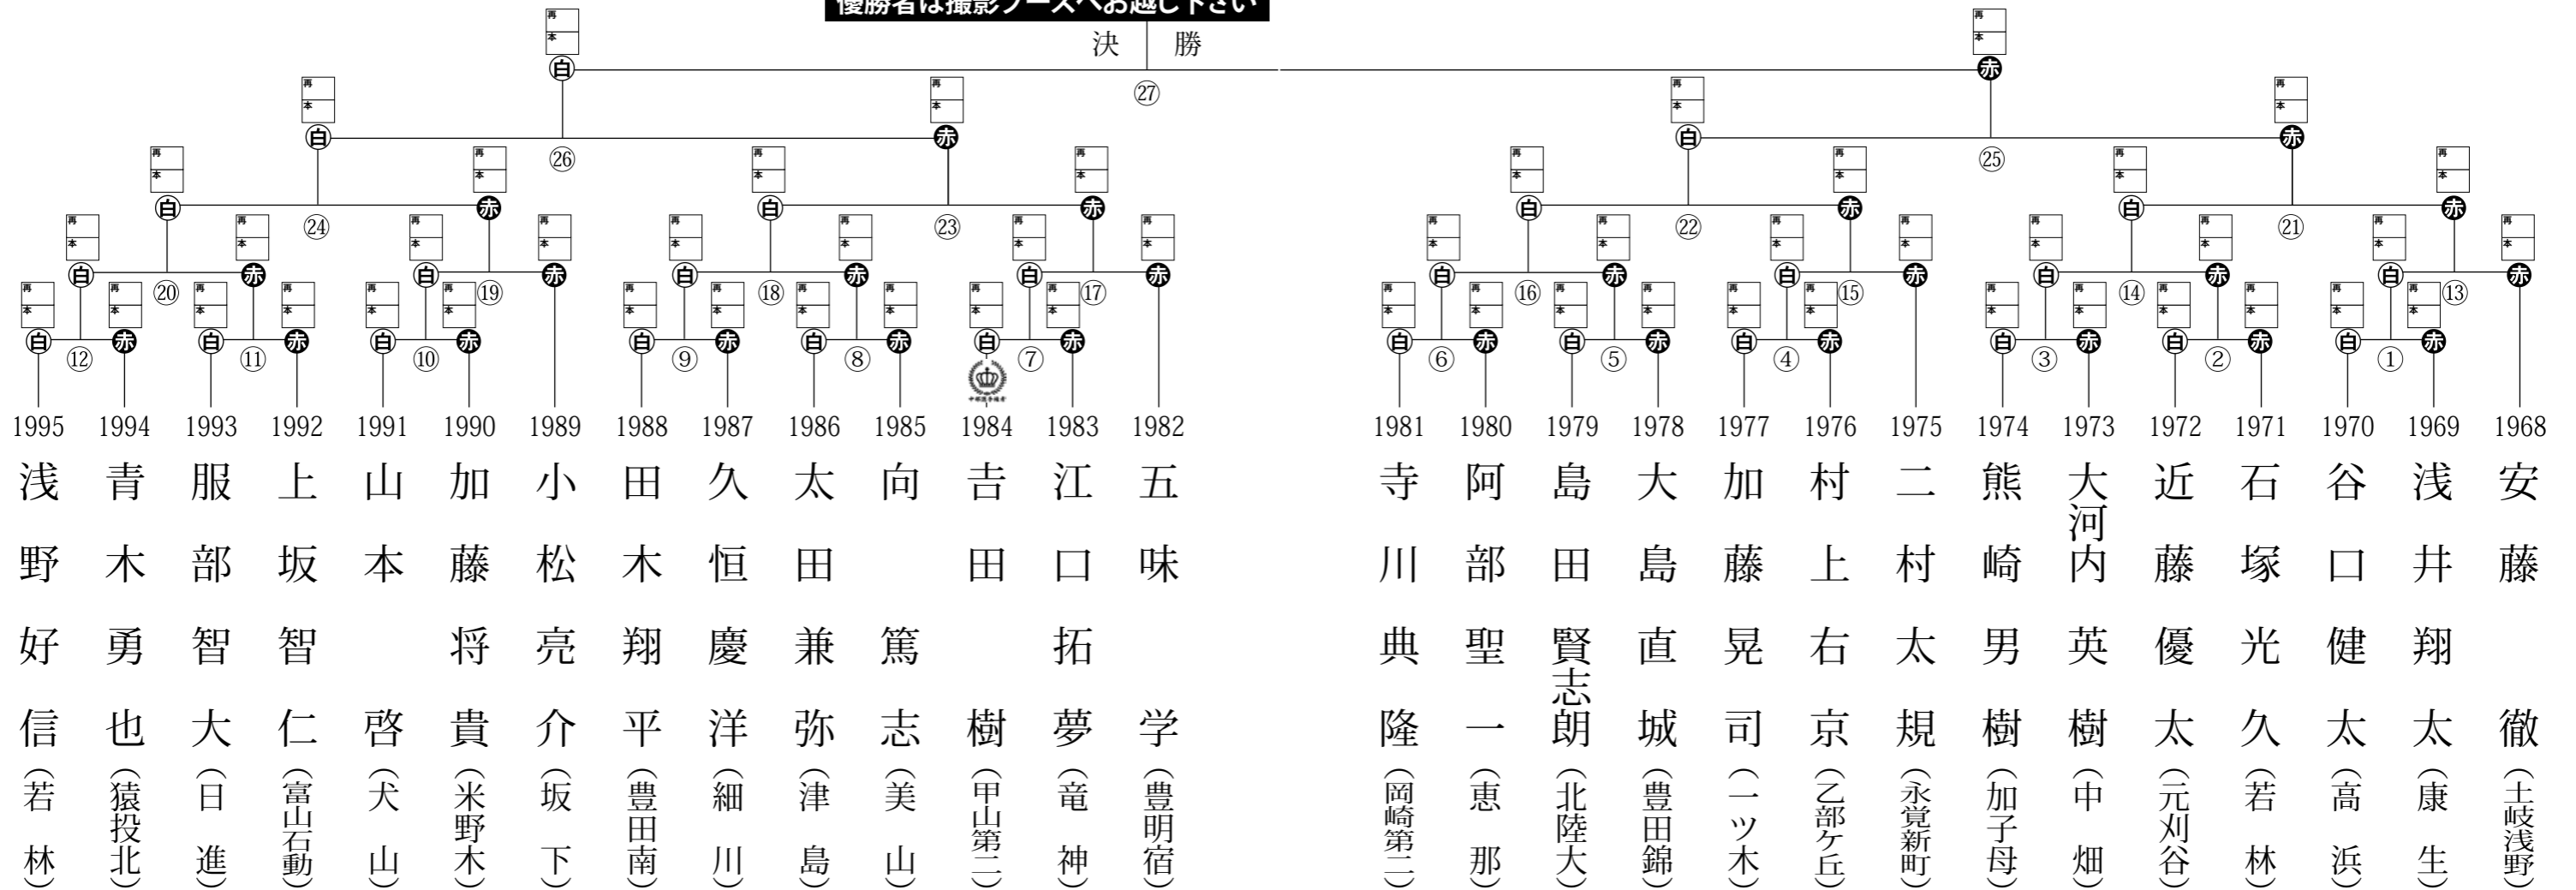 優勝者は撮影ブースへお越し下さい
決 勝
㉗
㉖ ㉕
㉔ ㉓ ㉒ ㉑
⑳ ⑲ ⑱ ⑰ ⑯ ⑮ ⑭ ⑬
⑫ ⑪ ⑩ ⑨ ⑧ ⑦ ⑥ ⑤ ④ ③ ② ①
1995 浅野好信 (若林)
1994 青木勇也 (猿投北)
1993 服部智大 (日進)
1992 上坂智仁 (富山石動)
1991 山本啓 (犬山)
1990 加藤将貴 (米野木)
1989 小松亮介 (坂下)
1988 田木翔平 (豊田南)
1987 久恒慶洋 (細川)
1986 太田兼弥 (津島)
1985 向篤志 (美山)
1984 𠮷田樹 (甲山第二)
1983 江口拓夢 (竜神)
1982 五味学 (豊明宿)
1981 寺川典隆 (岡崎第二)
1980 阿部聖一 (恵那)
1979 島田賢志朗 (北陸大)
1978 大島直城 (豊田錦)
1977 加藤晃司 (一ツ木)
1976 村上右京 (乙部ケ丘)
1975 二村太規 (永覚新町)
1974 熊崎男樹 (加子母)
1973 大河内英樹 (中畑)
1972 近藤優太 (元刈谷)
1971 石塚光久 (若林)
1970 谷口健太 (高浜)
1969 浅井翔太 (康生)
1968 安藤徹 (土岐浅野)